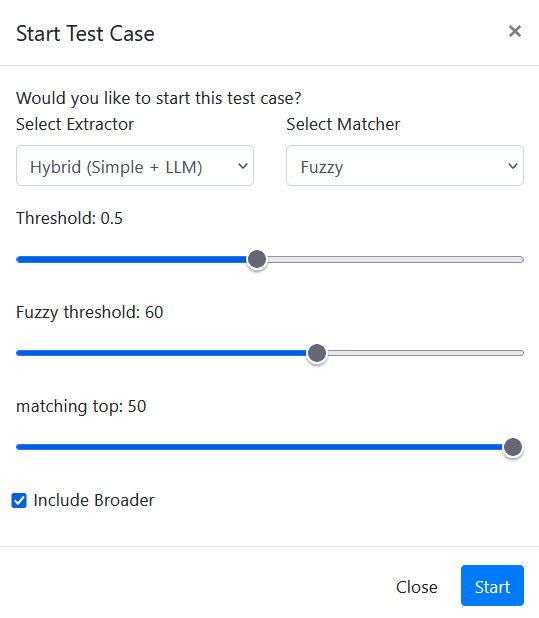 Start Test Case ×
Would you like to start this test case?
Select Extractor Select Matcher
Hybrid (Simple + LLM) Fuzzy
Threshold: 0.5
Fuzzy threshold: 60
matching top: 50
Include Broader
Close Start